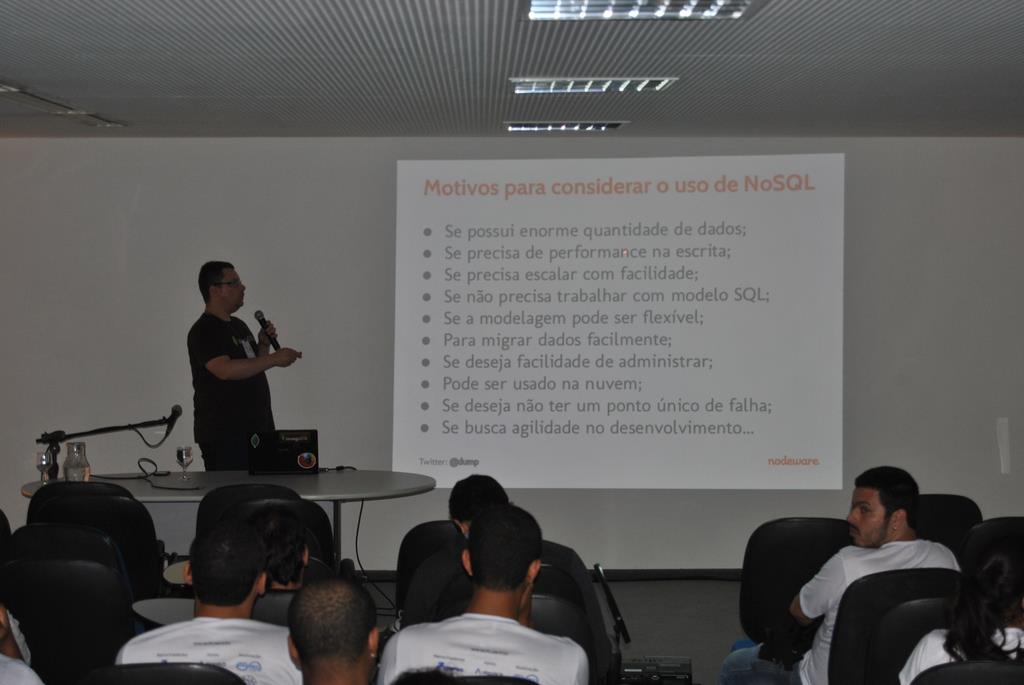 Motivos para considerar o uso de NoSQL
● Se possui enorme quantidade de dados;
● Se precisa de performance na escrita;
● Se precisa escalar com facilidade;
● Se não precisa trabalhar com modelo SQL;
● Se a modelagem pode ser flexível;
● Para migrar dados facilmente;
● Se deseja facilidade de administrar;
● Pode ser usado na nuvem;
● Se deseja não ter um ponto único de falha;
● Se busca agilidade no desenvolvimento...
Twitter: @dump
nodeware